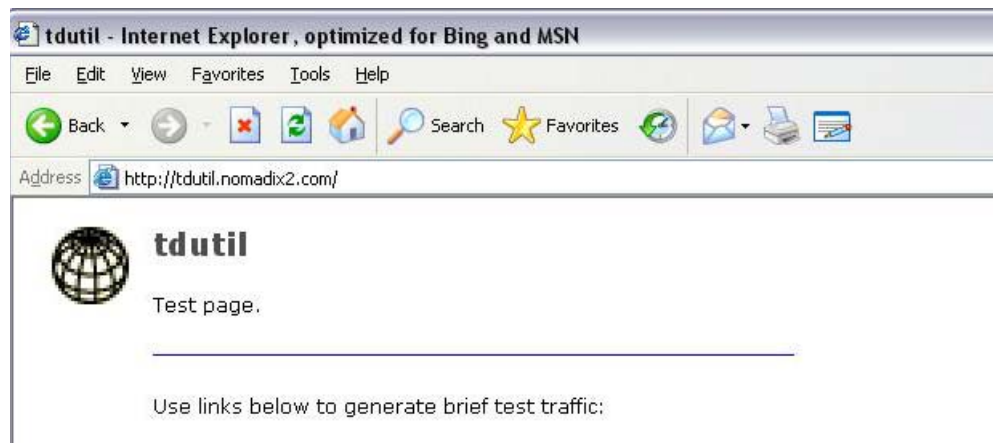 tdutil - Internet Explorer, optimized for Bing and MSN
File Edit View Favorites Tools Help
Back Search Favorites
Address http://tdutil.nomadix2.com/
tdutil
Test page.
Use links below to generate brief test traffic: